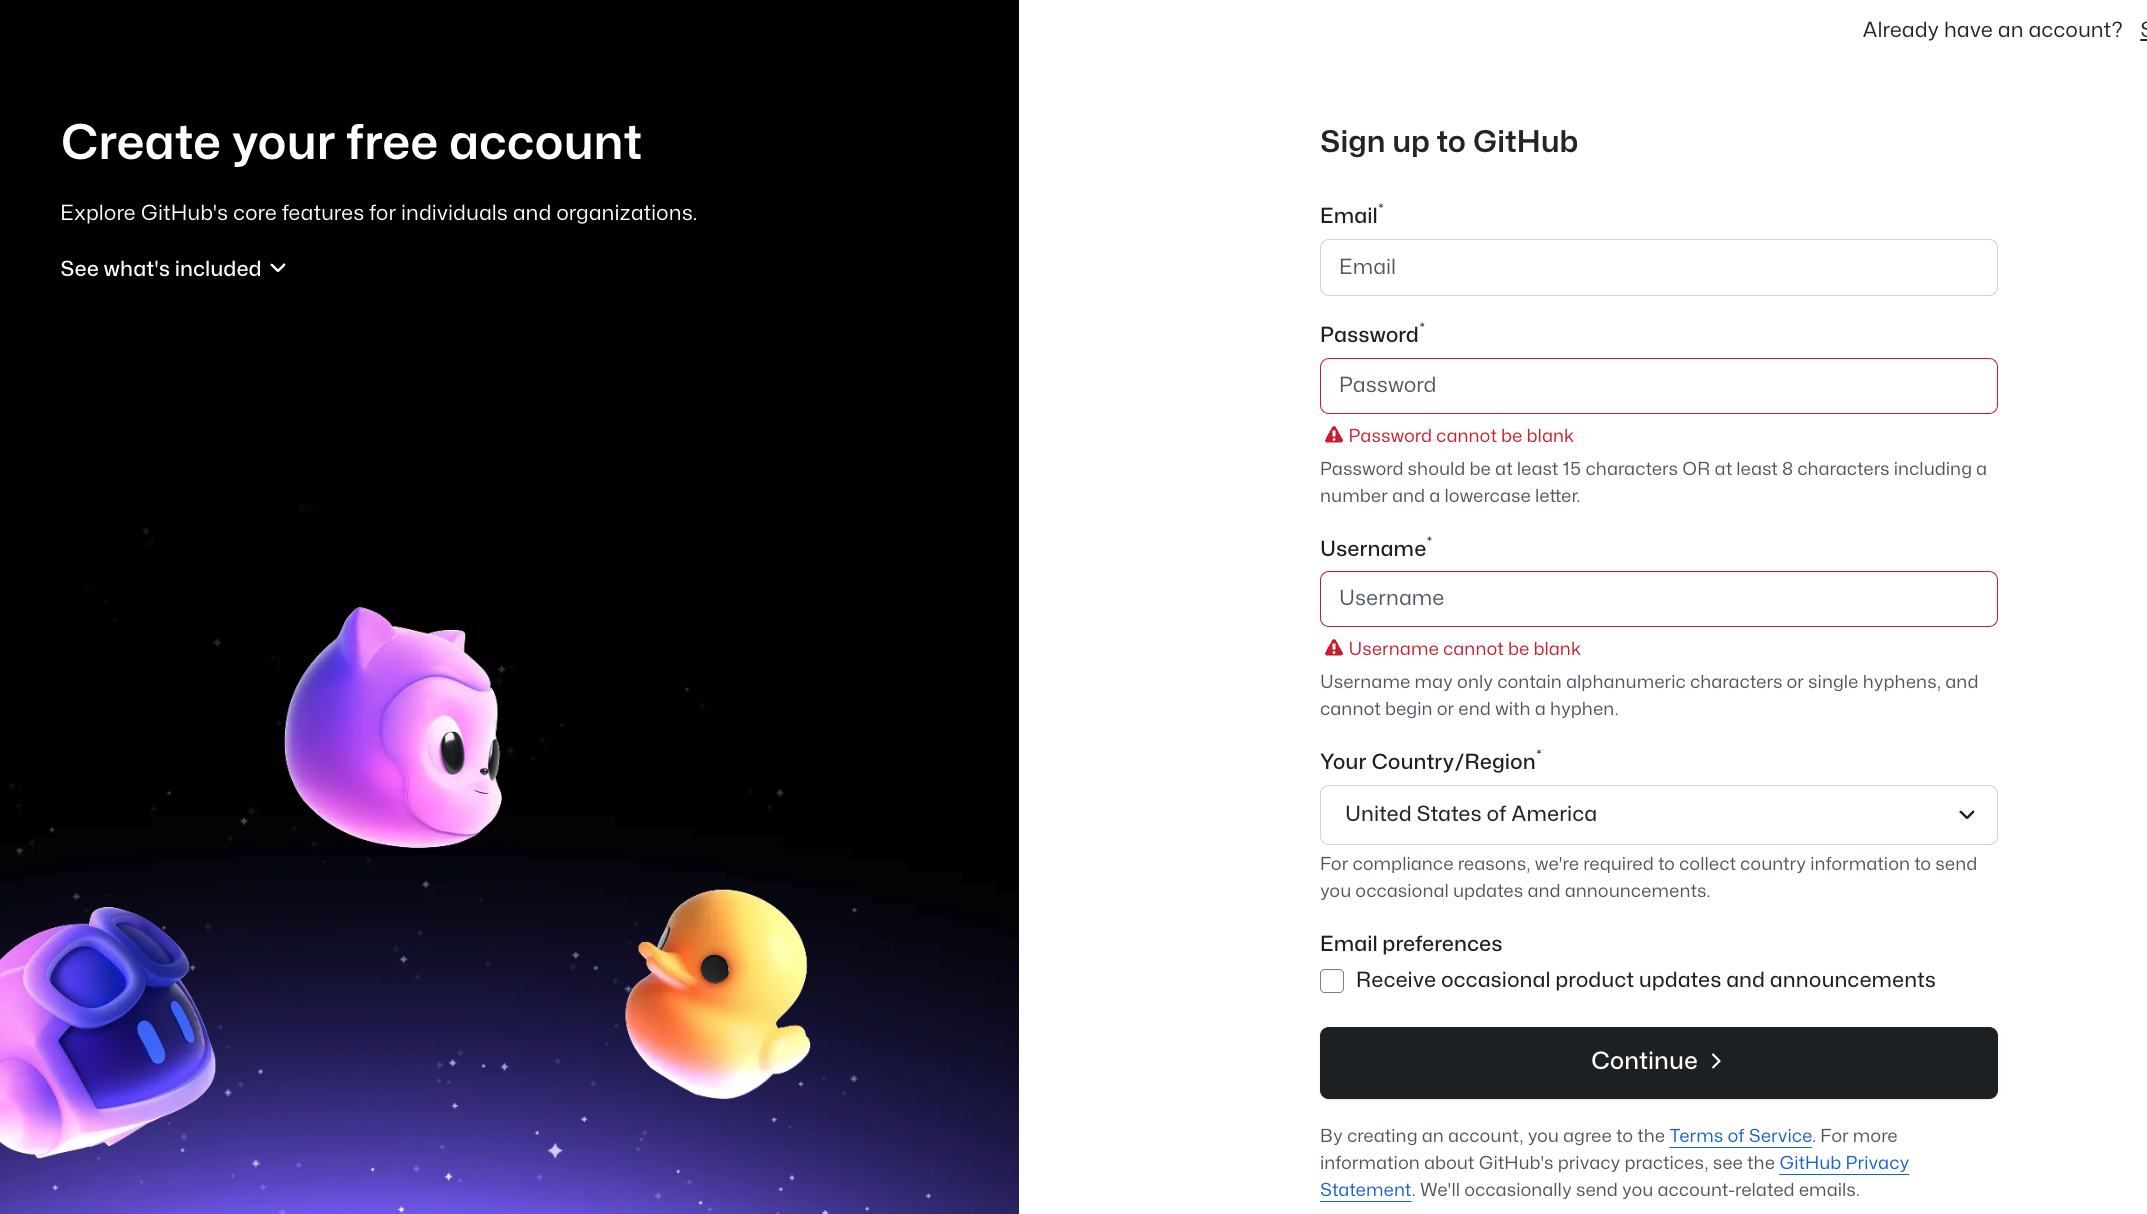 Create your free account
Explore GitHub's core features for individuals and organizations.
See what's included
Already have an account?
Sign up to GitHub
Email*
Email
Password*
Password
Password cannot be blank
Password should be at least 15 characters OR at least 8 characters including a
number and a lowercase letter.
Username*
Username
Username cannot be blank
Username may only contain alphanumeric characters or single hyphens, and
cannot begin or end with a hyphen.
Your Country/Region*
United States of America
For compliance reasons, we're required to collect country information to send
you occasional updates and announcements.
Email preferences
Receive occasional product updates and announcements
Continue
By creating an account, you agree to the Terms of Service. For more
information about GitHub's privacy practices, see the GitHub Privacy
Statement. We'll occasionally send you account-related emails.